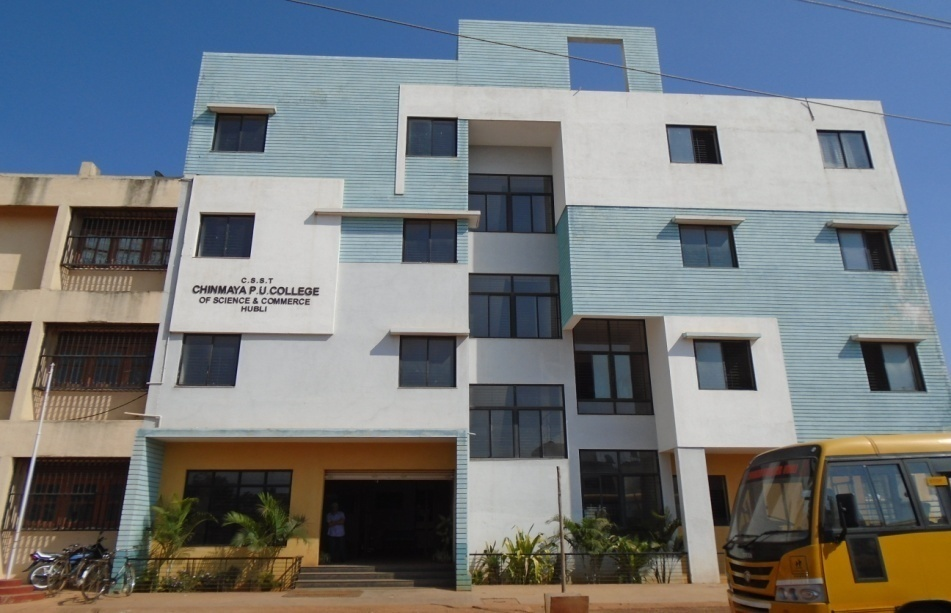 C.S.S.T
CHINMAYA P.U.COLLEGE
OF SCIENCE & COMMERCE
HUBLI